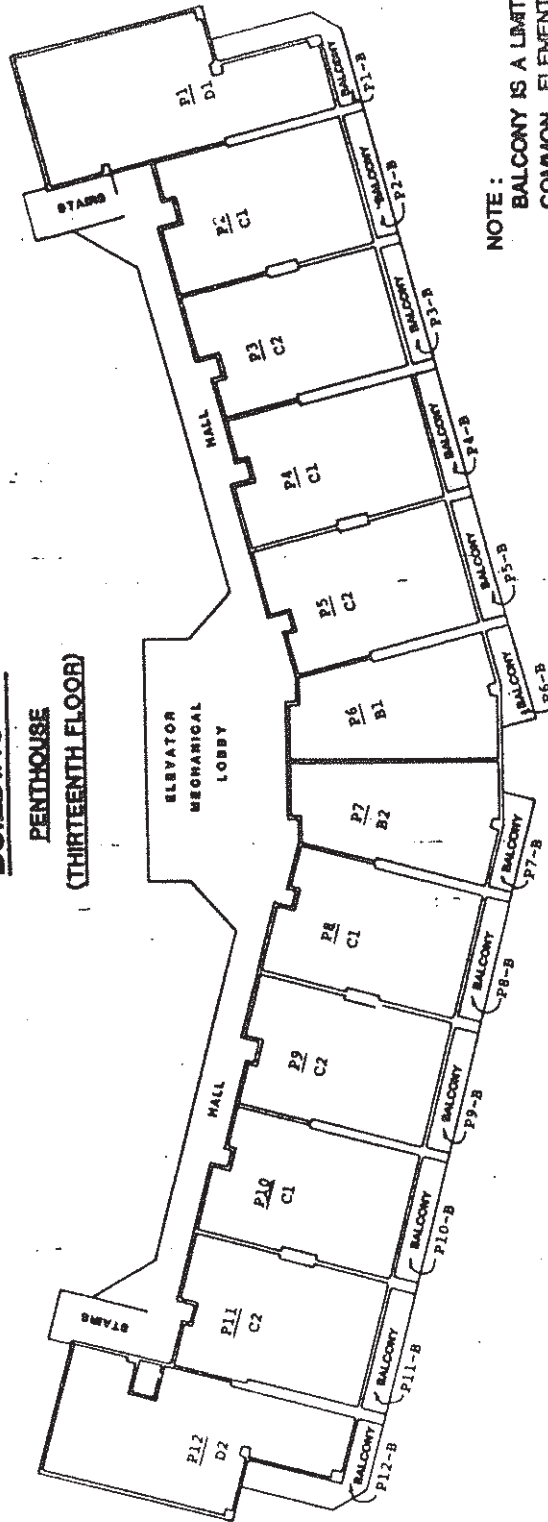 PENTHOUSE
(THIRTEENTH FLOOR)
ELEVATOR
MECHANICAL
LOBBY
HALL
HALL
STAIRS
STAIRS
P12
D2
P11
C2
P10
C1
P9
C2
P8
C1
P7
B2
P6
B1
P5
C2
P4
C1
P3
C2
P2
C1
P1
D1
BALCONY
P12-B
BALCONY
P11-B
BALCONY
P10-B
BALCONY
P9-B
BALCONY
P8-B
BALCONY
P7-B
BALCONY
P6-B
BALCONY
P5-B
BALCONY
P4-B
BALCONY
P3-B
BALCONY
P2-B
BALCONY
P1-B
NOTE :
BALCONY IS A LIMIT